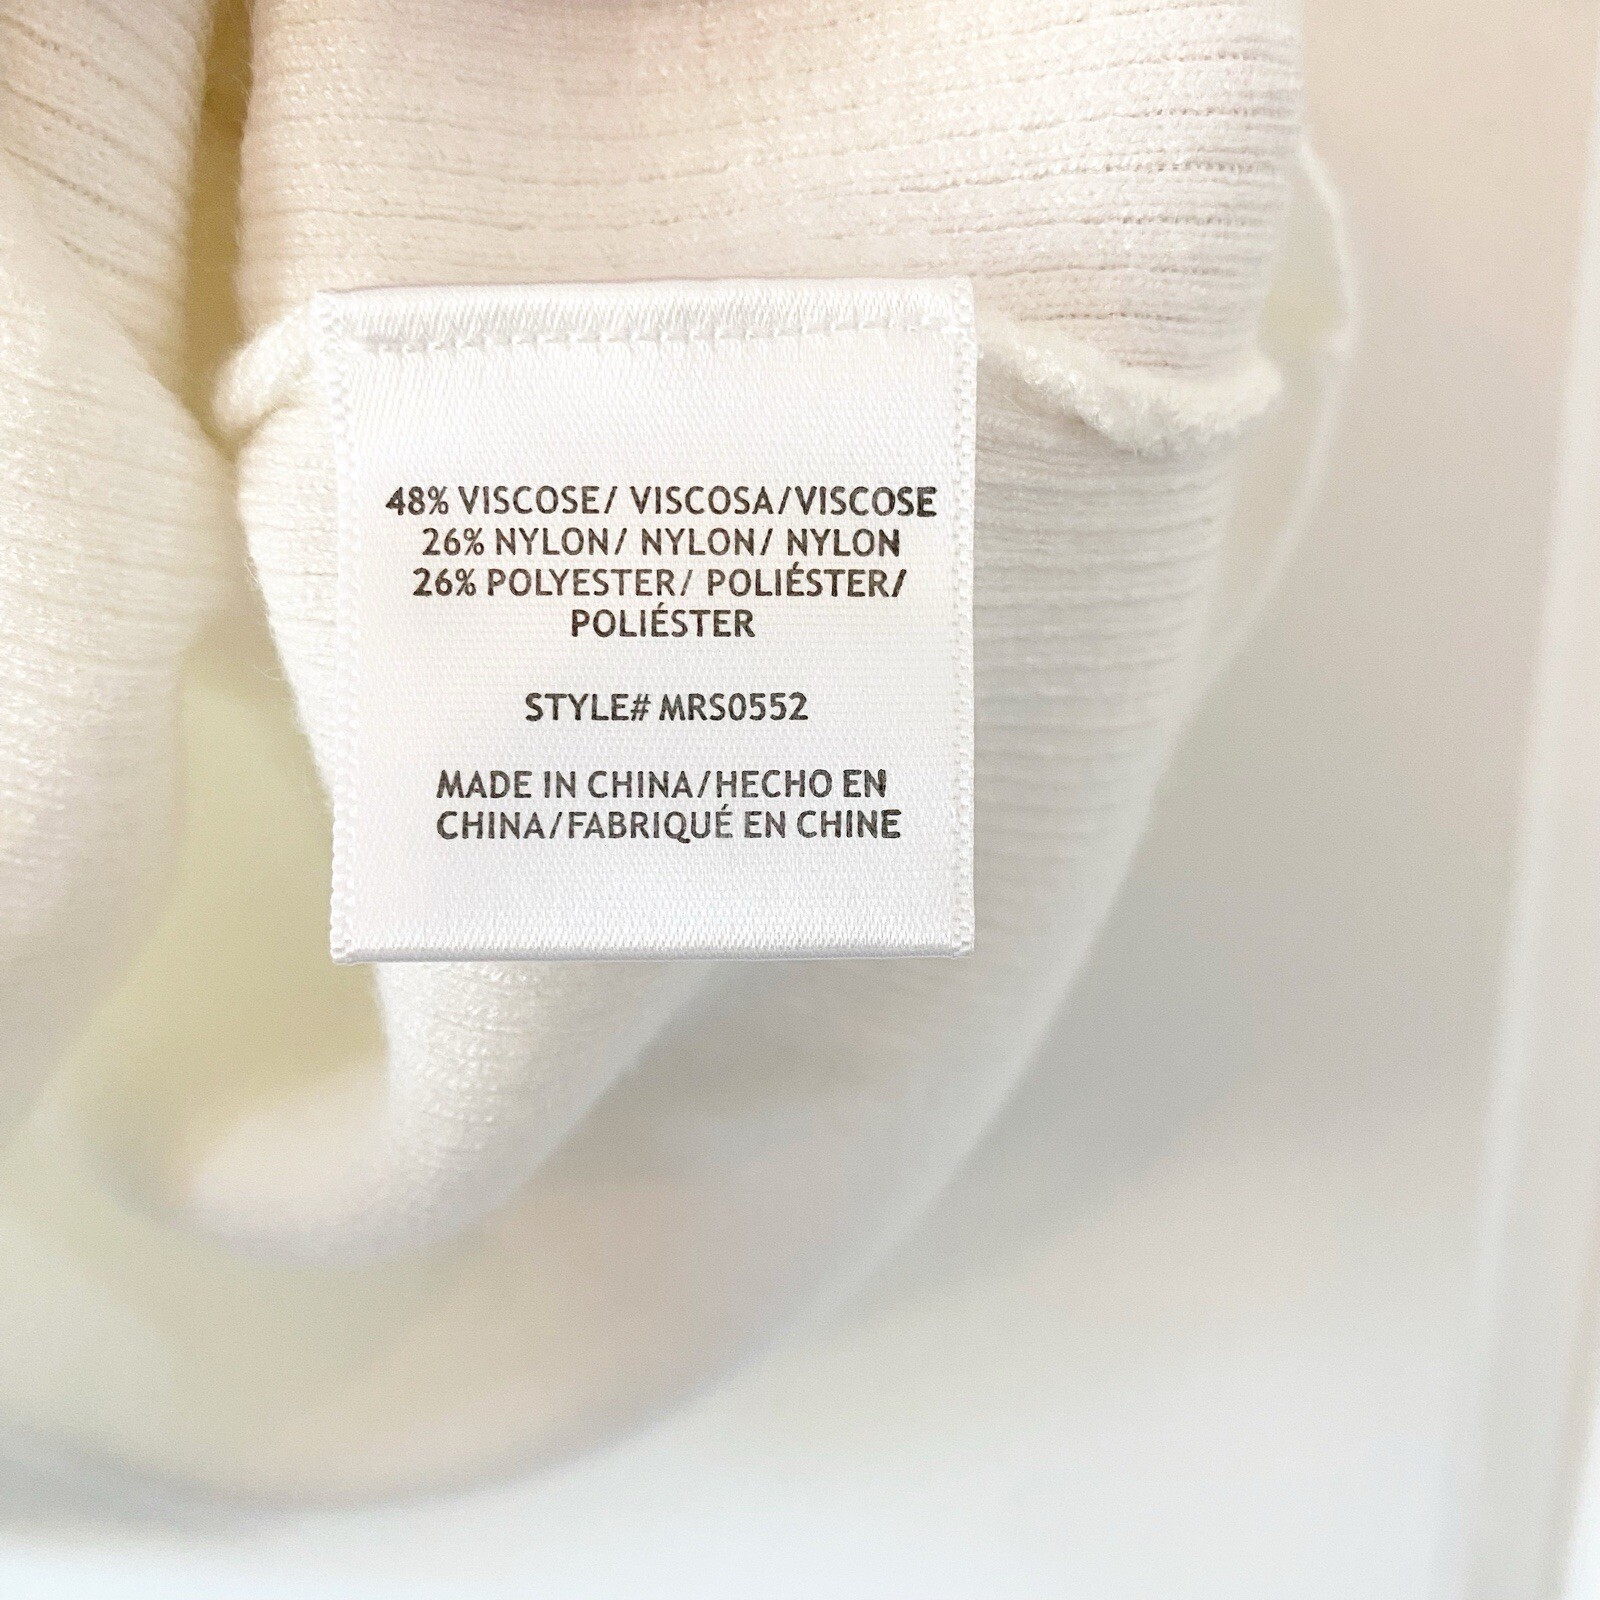 48% VISCOSE/ VISCOSA/VISCOSE
26% NYLON/ NYLON/ NYLON
26% POLYESTER/ POLIÉSTER/
POLIÉSTER
STYLE# MRS0552
MADE IN CHINA/HECHO EN
CHINA/FABRIQUÉ EN CHINE